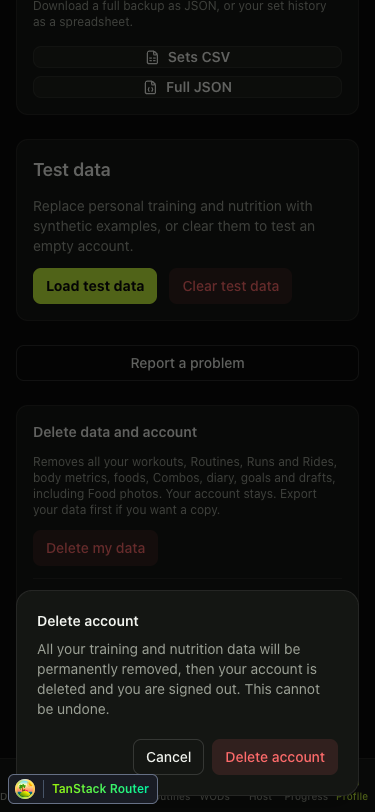 Download a full backup as JSON, or your set history
as a spreadsheet.
Sets CSV
Full JSON
Test data
Replace personal training and nutrition with
synthetic examples, or clear them to test an
empty account.
Load test data
Clear test data
Report a problem
Delete data and account
Removes all your workouts, Routines, Runs and Rides,
body metrics, foods, Combos, diary, goals and drafts,
including Food photos. Your account stays. Export
your data first if you want a copy.
Delete my data
Delete account
All your training and nutrition data will be
permanently removed, then your account is
deleted and you are signed out. This cannot
be undone.
Cancel
Delete account
TanStack Router
WODs
Host
Progress
Profile